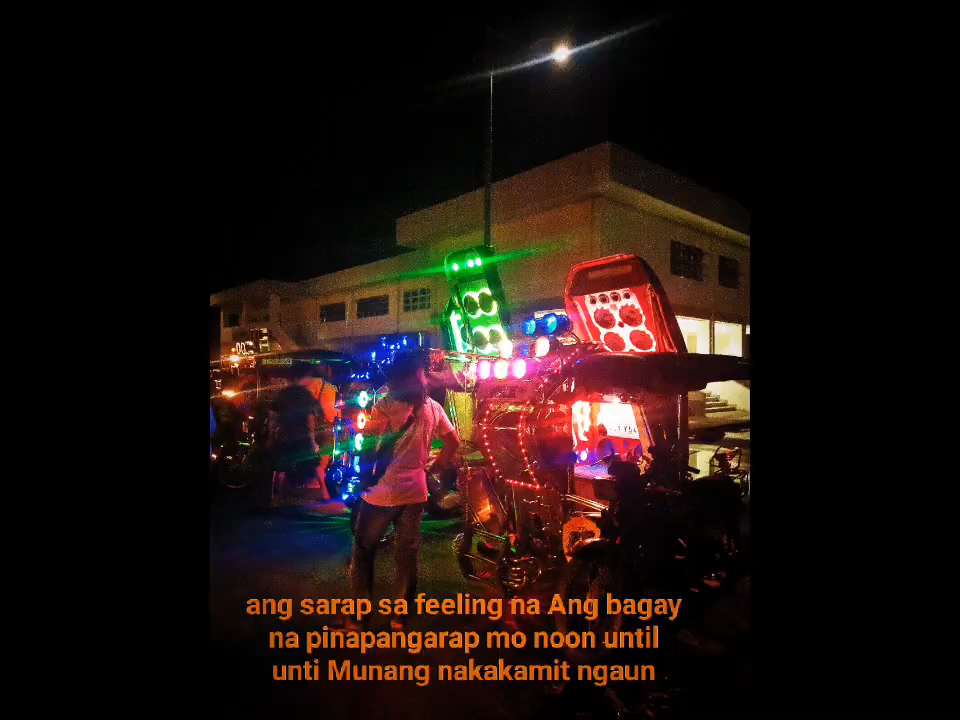 ang sarap sa feeling na Ang bagay
na pinapangarap mo noon until
unti Munang nakakamit ngaun